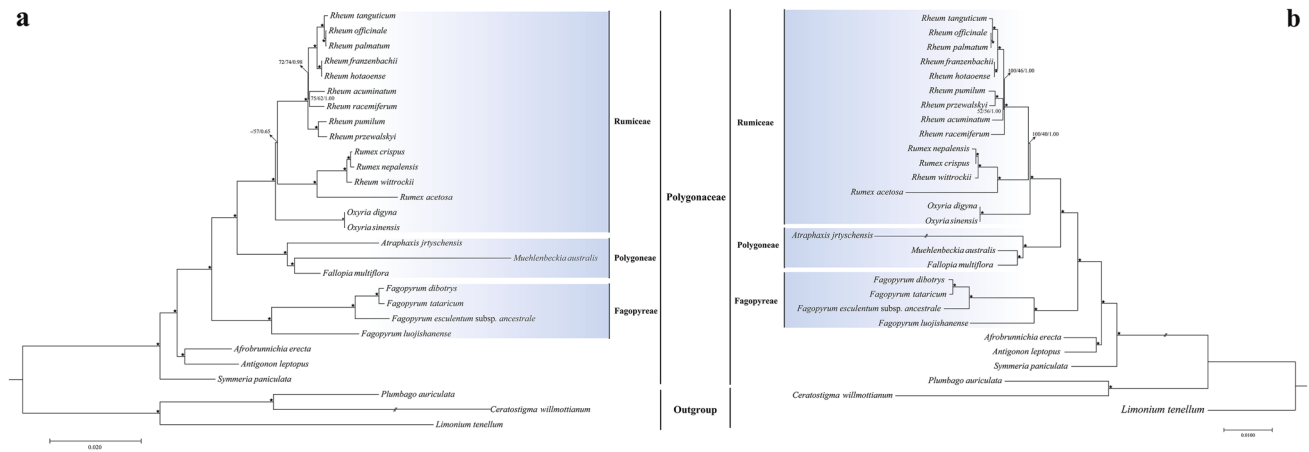 a
Rheum tanguticum
Rheum officinale
Rheum palmatum
Rheum franzenbachii
Rheum hotaoense
72/74/0.98
Rheum acuminatum
75/62/1.00
Rheum racemiferum
Rheum pumilum
Rheum przewalskyi
-/57/0.65
Rumex crispus
Rumex nepalensis
Rheum wittrockii
Rumex acetosa
Oxyria digyna
Oxyria sinensis
Atraphaxis jrtyschensis
Muehlenbeckia australis
Fallopia multiflora
Fagopyrum dibotrys
Fagopyrum tataricum
Fagopyrum esculentum subsp. ancestrale
Fagopyrum luojishanense
Afrobrunnichia erecta
Antigonon leptopus
Symmeria paniculata
Plumbago auriculata
Ceratostigma willmottianum
Limonium tenellum
0.020
Rumiceae
Polygoneae
Fagopyreae
Polygonaceae
Outgroup
Rumiceae
Polygoneae
Fagopyreae
b
Rheum tanguticum
Rheum officinale
Rheum palmatum
Rheum franzenbachii
Rheum hotaoense
100/46/1.00
Rheum pumilum
Rheum przewalskyi
52/56/1.00
Rheum acuminatum
Rheum racemiferum
100/40/1.00
Rumex nepalensis
Rumex crispus
Rheum wittrockii
Rumex acetosa
Oxyria digyna
Oxyria sinensis
Atraphaxis jrtyschensis
Muehlenbeckia australis
Fallopia multiflora
Fagopyrum dibotrys
Fagopyrum tataricum
Fagopyrum esculentum subsp. ancestrale
Fagopyrum luojishanense
Afrobrunnichia erecta
Antigonon leptopus
Symmeria paniculata
Plumbago auriculata
Ceratostigma willmottianum
Limonium tenellum
0.0100